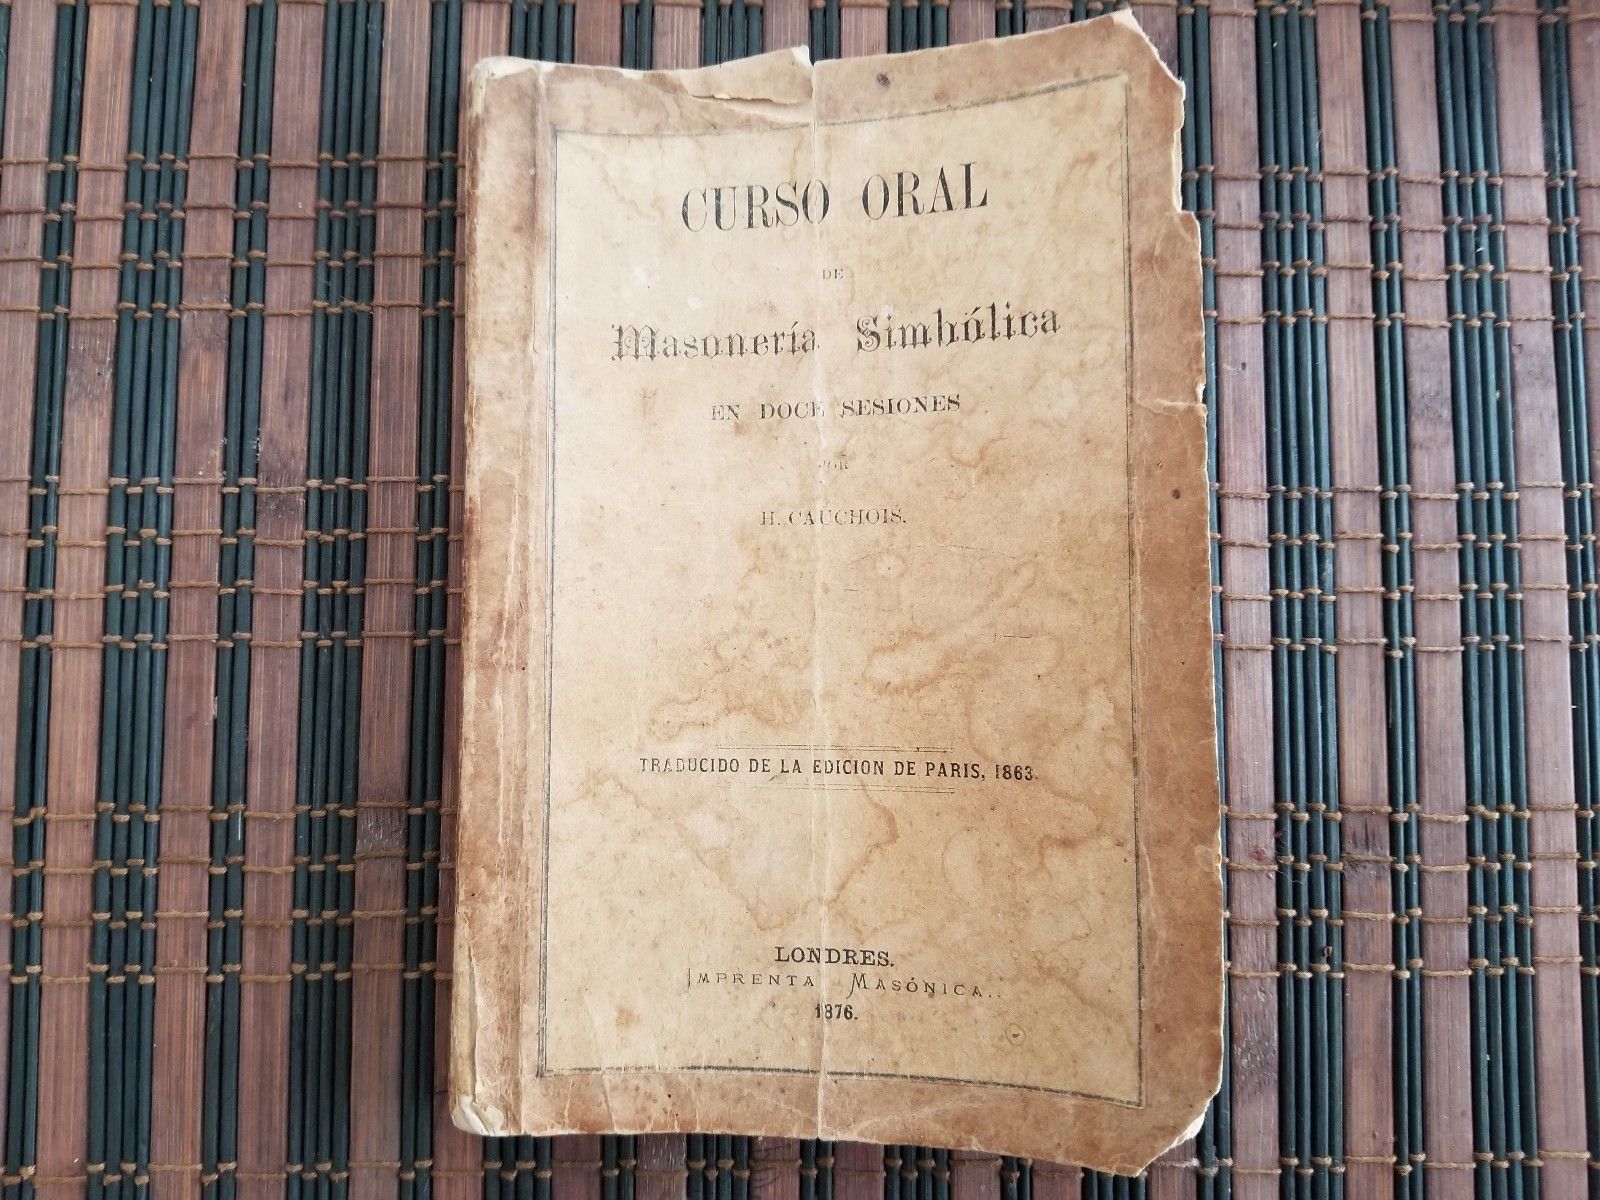 CURSO ORAL
DE
Masonería Simbólica
EN DOCE SESIONES
POR
H. CAUCHOIS.
TRADUCIDO DE LA EDICION DE PARIS, 1863.
LONDRES.
IMPRENTA MASÓNICA.
1876.